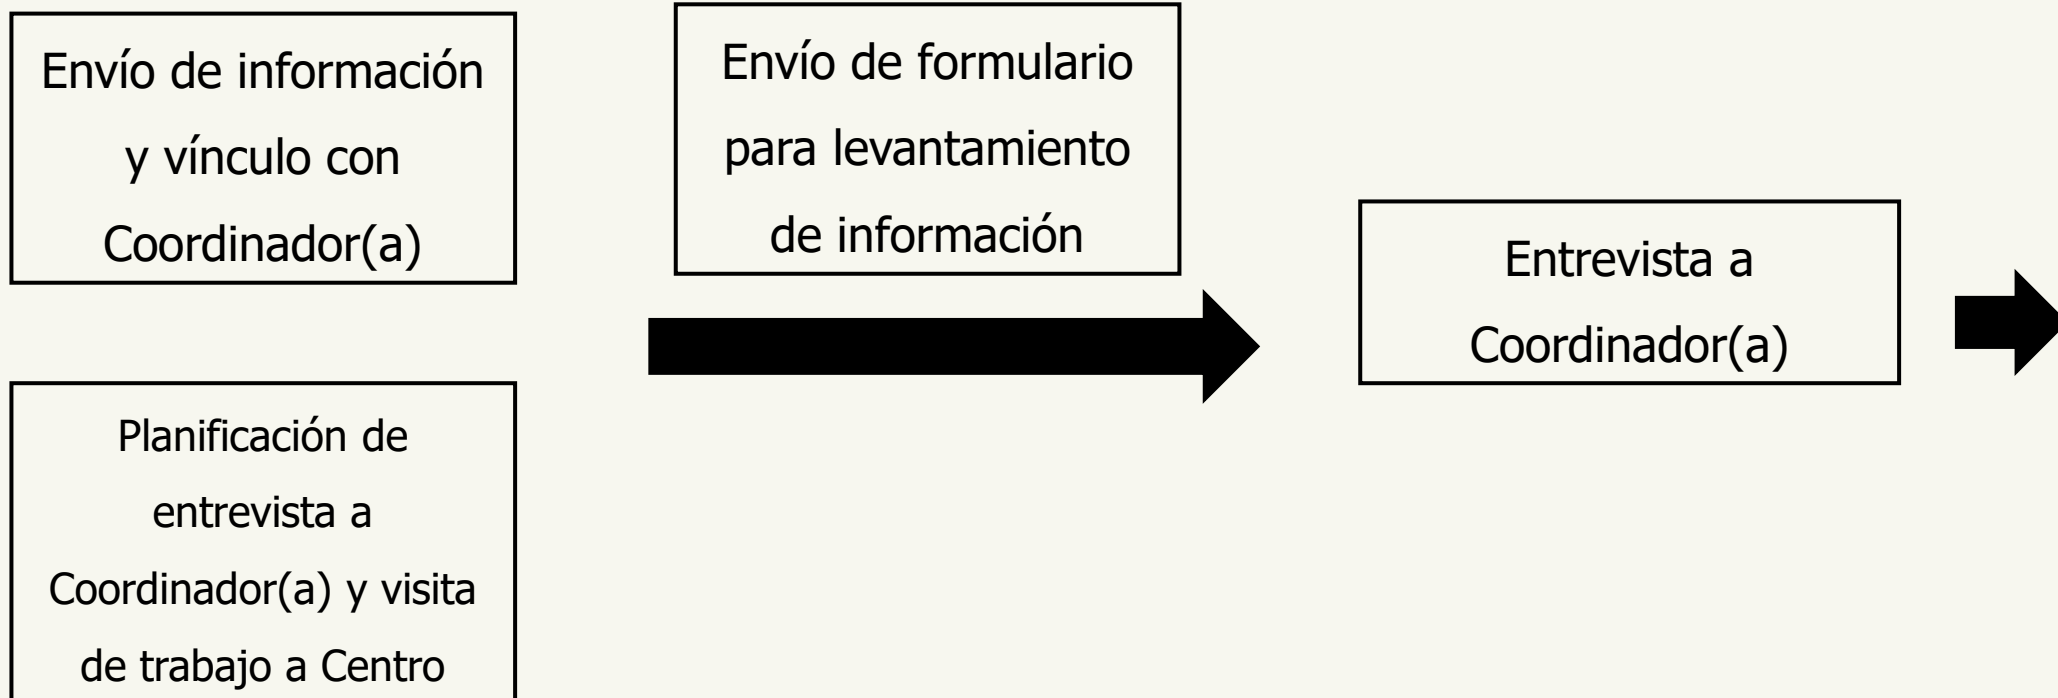 Envío de información
y vínculo con
Coordinador(a)
Planificación de
entrevista a
Coordinador(a) y visita
de trabajo a Centro
Envío de formulario
para levantamiento
de información
Entrevista a
Coordinador(a)